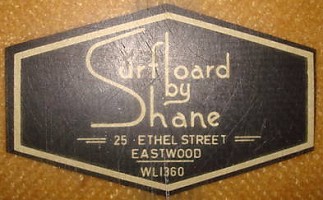 Surfboard
by
Shane
25 · ETHEL STREET
EASTWOOD
WL1360